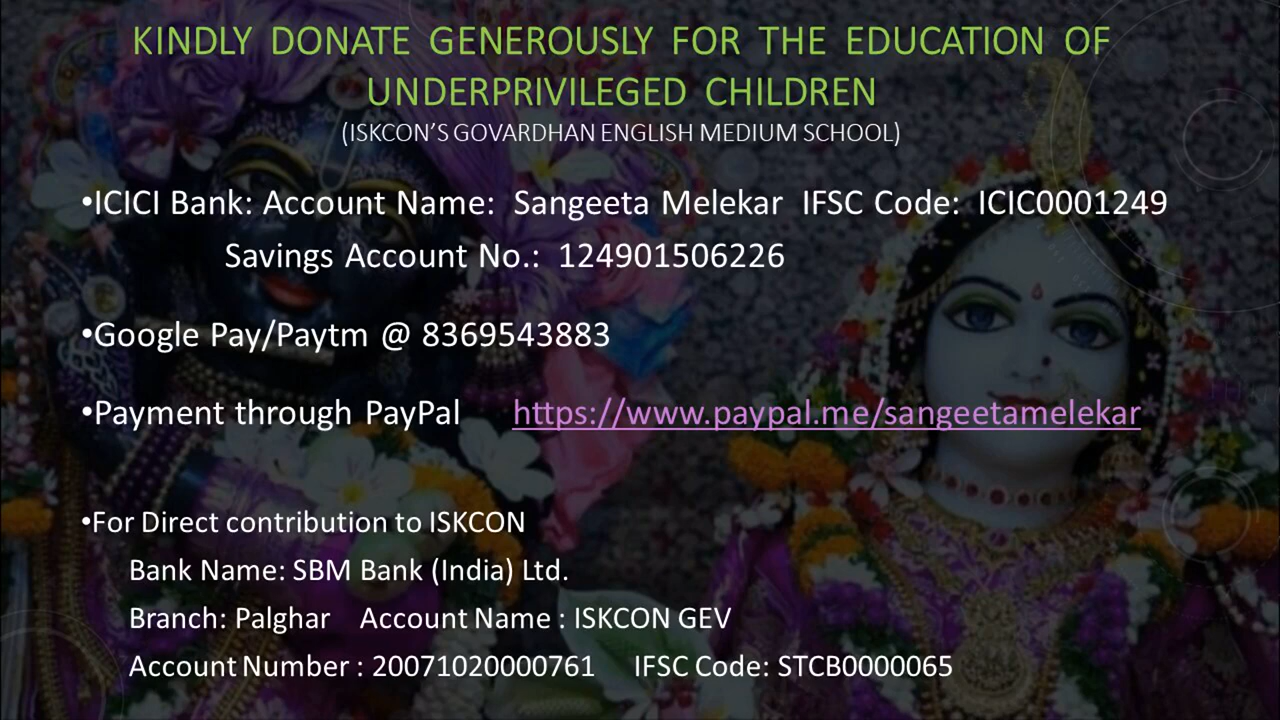 KINDLY DONATE GENEROUSLY FOR THE EDUCATION OF
UNDERPRIVILEGED CHILDREN
(ISKCON'S GOVARDHAN ENGLISH MEDIUM SCHOOL)
•ICICI Bank: Account Name: Sangeeta Melekar IFSC Code: ICIC0001249
Savings Account No.: 124901506226
•Google Pay/Paytm @ 8369543883
•Payment through PayPal https://www.paypal.me/sangeetamelekar
•For Direct contribution to ISKCON
Bank Name: SBM Bank (India) Ltd.
Branch: Palghar Account Name : ISKCON GEV
Account Number : 20071020000761 IFSC Code: STCB0000065